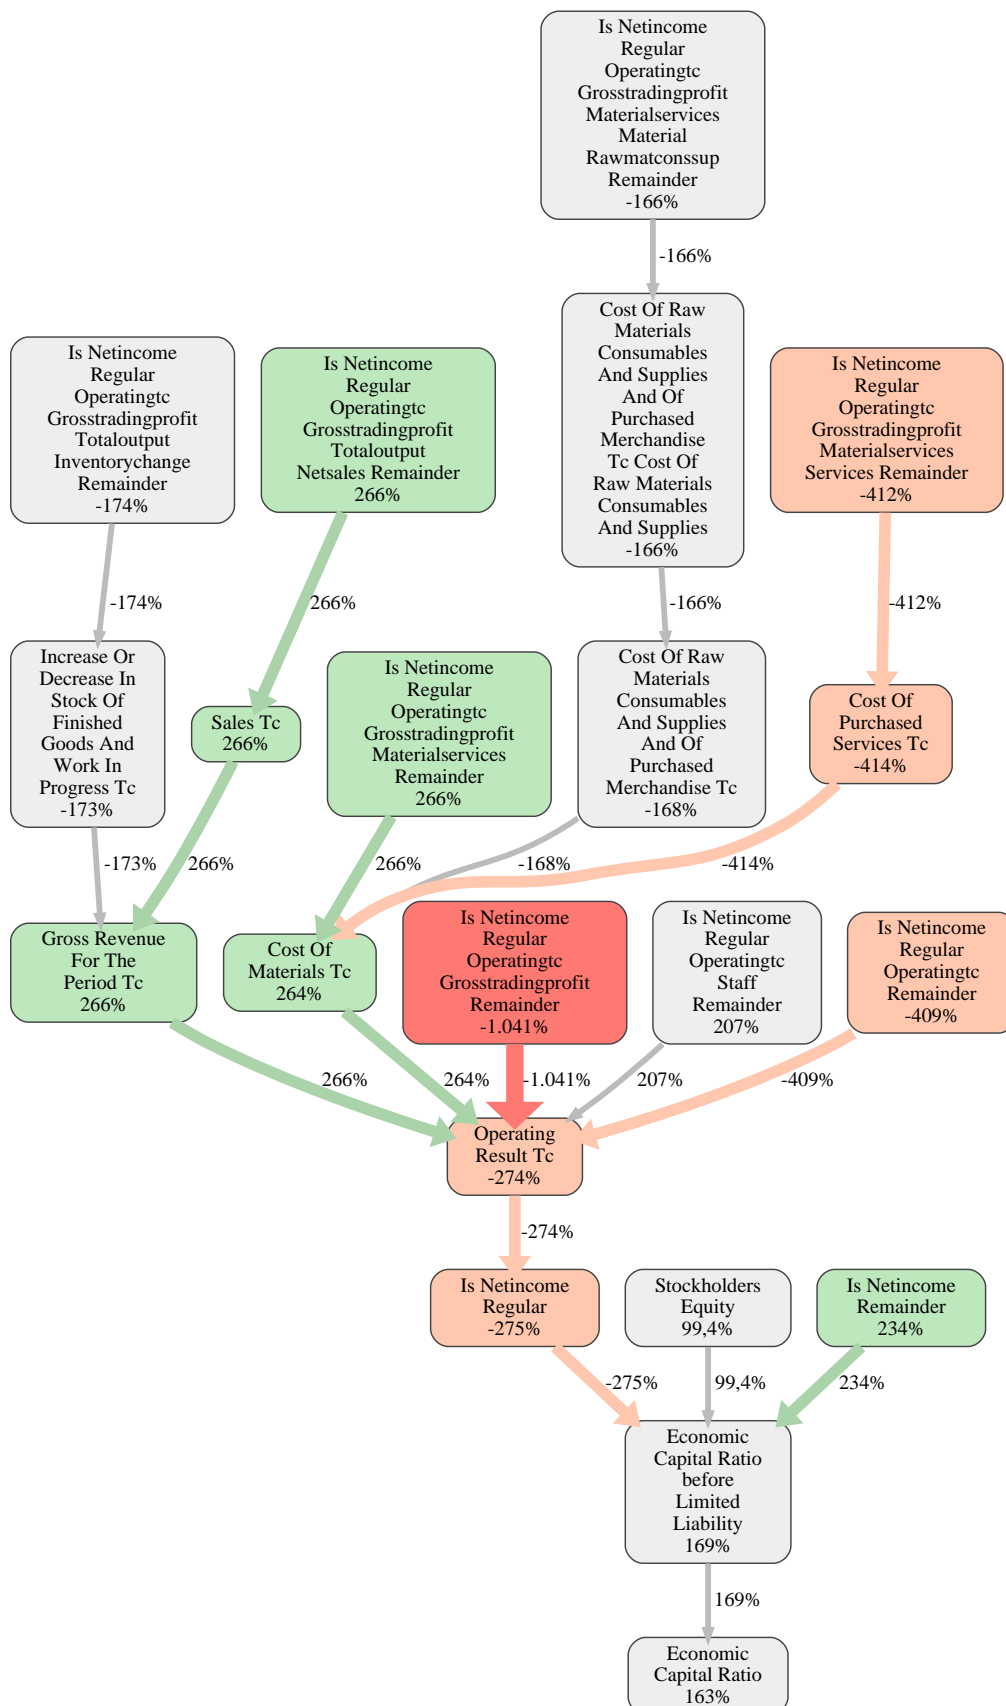 Is Netincome
Regular
Operatingtc
Grosstradingprofit
Materialservices
Material
Rawmatconssup
Remainder
-166%
-166%
Is Netincome
Regular
Operatingtc
Grosstradingprofit
Totaloutput
Inventorychange
Remainder
-174%
Is Netincome
Regular
Operatingtc
Grosstradingprofit
Totaloutput
Netsales Remainder
266%
Cost Of Raw
Materials
Consumables
And Supplies
And Of
Purchased
Merchandise
Tc Cost Of
Raw Materials
Consumables
And Supplies
-166%
Is Netincome
Regular
Operatingtc
Grosstradingprofit
Materialservices
Services Remainder
-412%
-174%
266%
-166%
-412%
Increase Or
Decrease In
Stock Of
Finished
Goods And
Work In
Progress Tc
-173%
Sales Tc
266%
Is Netincome
Regular
Operatingtc
Grosstradingprofit
Materialservices
Remainder
266%
Cost Of Raw
Materials
Consumables
And Supplies
And Of
Purchased
Merchandise Tc
-168%
Cost Of
Purchased
Services Tc
-414%
-173%
266%
266%
-168%
-414%
Gross Revenue
For The
Period Tc
266%
Cost Of
Materials Tc
264%
Is Netincome
Regular
Operatingtc
Grosstradingprofit
Remainder
-1.041%
Is Netincome
Regular
Operatingtc
Staff
Remainder
207%
Is Netincome
Regular
Operatingtc
Remainder
-409%
266%
264%
-1.041%
207%
-409%
Operating
Result Tc
-274%
-274%
Is Netincome
Regular
-275%
Stockholders
Equity
99,4%
Is Netincome
Remainder
234%
-275%
99,4%
234%
Economic
Capital Ratio
before
Limited
Liability
169%
169%
Economic
Capital Ratio
163%